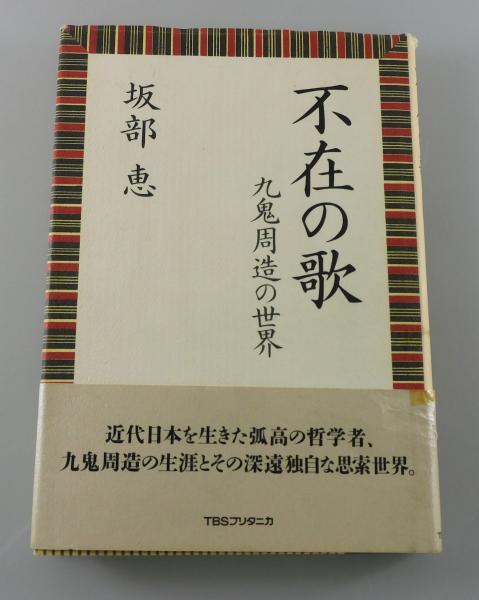 不在の歌
九鬼周造の世界
坂部 恵
近代日本を生きた孤高の哲学者、
九鬼周造の生涯とその深遠独自な思索世界。
TBSブリタニカ